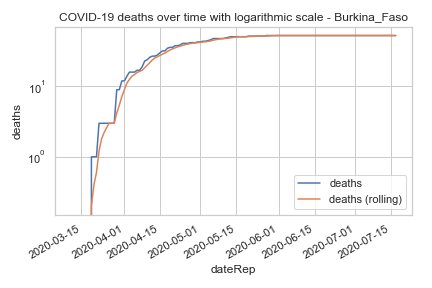 COVID-19 deaths over time with logarithmic scale - Burkina_Faso
deaths
10¹
10⁰
deaths
deaths (rolling)
2020-03-15
2020-04-01
2020-04-15
2020-05-01
2020-05-15
2020-06-01
2020-06-15
2020-07-01
2020-07-15
dateRep